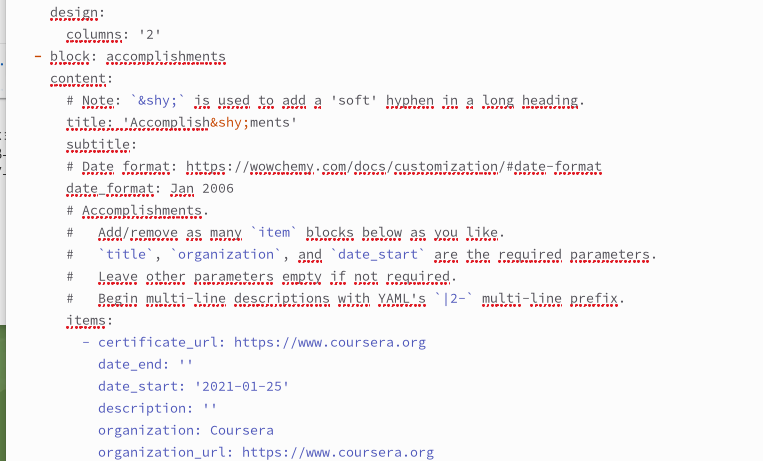 design:
columns: '2'
- block: accomplishments
content:
# Note: `&shy;` is used to add a 'soft' hyphen in a long heading.
title: 'Accomplish&shy;ments'
subtitle:
# Date format: https://wowchemy.com/docs/customization/#date-format
date_format: Jan 2006
# Accomplishments.
#   Add/remove as many `item` blocks below as you like.
#   `title`, `organization`, and `date_start` are the required parameters.
#   Leave other parameters empty if not required.
#   Begin multi-line descriptions with YAML's `|2-` multi-line prefix.
items:
- certificate_url: https://www.coursera.org
date_end: ''
date_start: '2021-01-25'
description: ''
organization: Coursera
organization_url: https://www.coursera.org